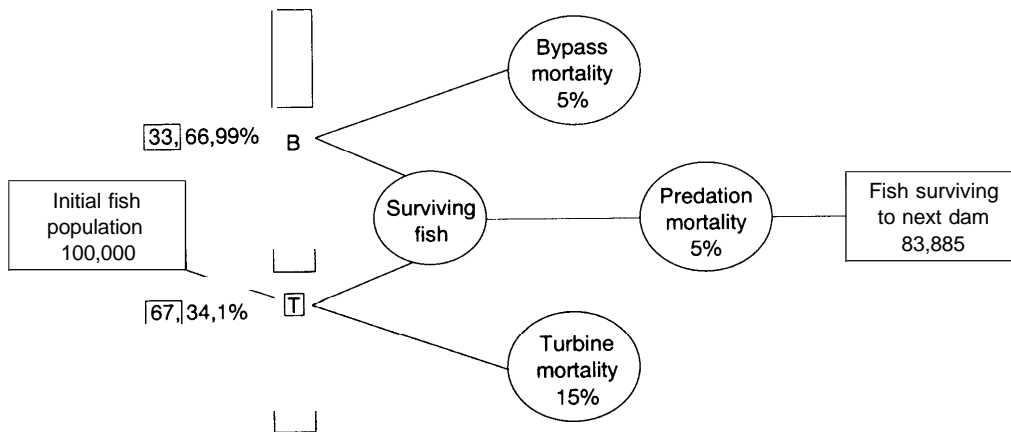 Bypass
mortality
5%
33, 66,99%
B
Initial fish
population
100,000
Surviving
fish
Predation
mortality
5%
Fish surviving
to next dam
83,885
67, 34,1%
T
Turbine
mortality
15%